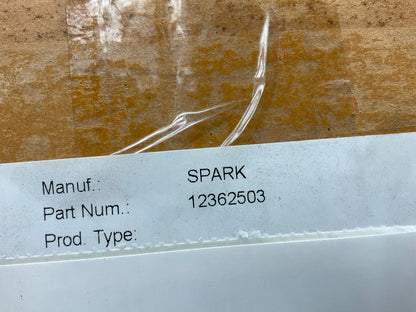 Manuf.: SPARK
Part Num.: 12362503
Prod. Type: